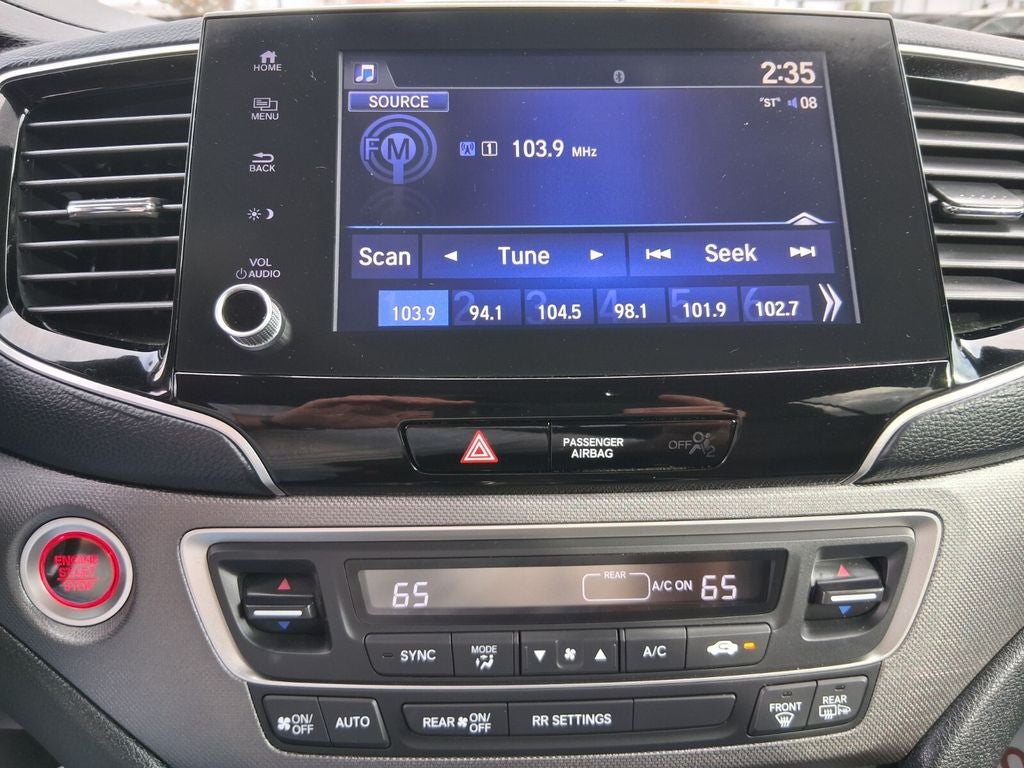 HOME
MENU
BACK
VOL
AUDIO
2:35
SOURCE
"ST" 08
FM
1 103.9 MHz
Scan Tune Seek
1 2 3 4 5 6
103.9 94.1 104.5 98.1 101.9 102.7
PASSENGER
AIRBAG
OFF 2
ENGINE
START
STOP
65 REAR A/C ON 65
SYNC MODE A/C
ON/
OFF
AUTO
REAR ON/
OFF
RR SETTINGS
FRONT
REAR